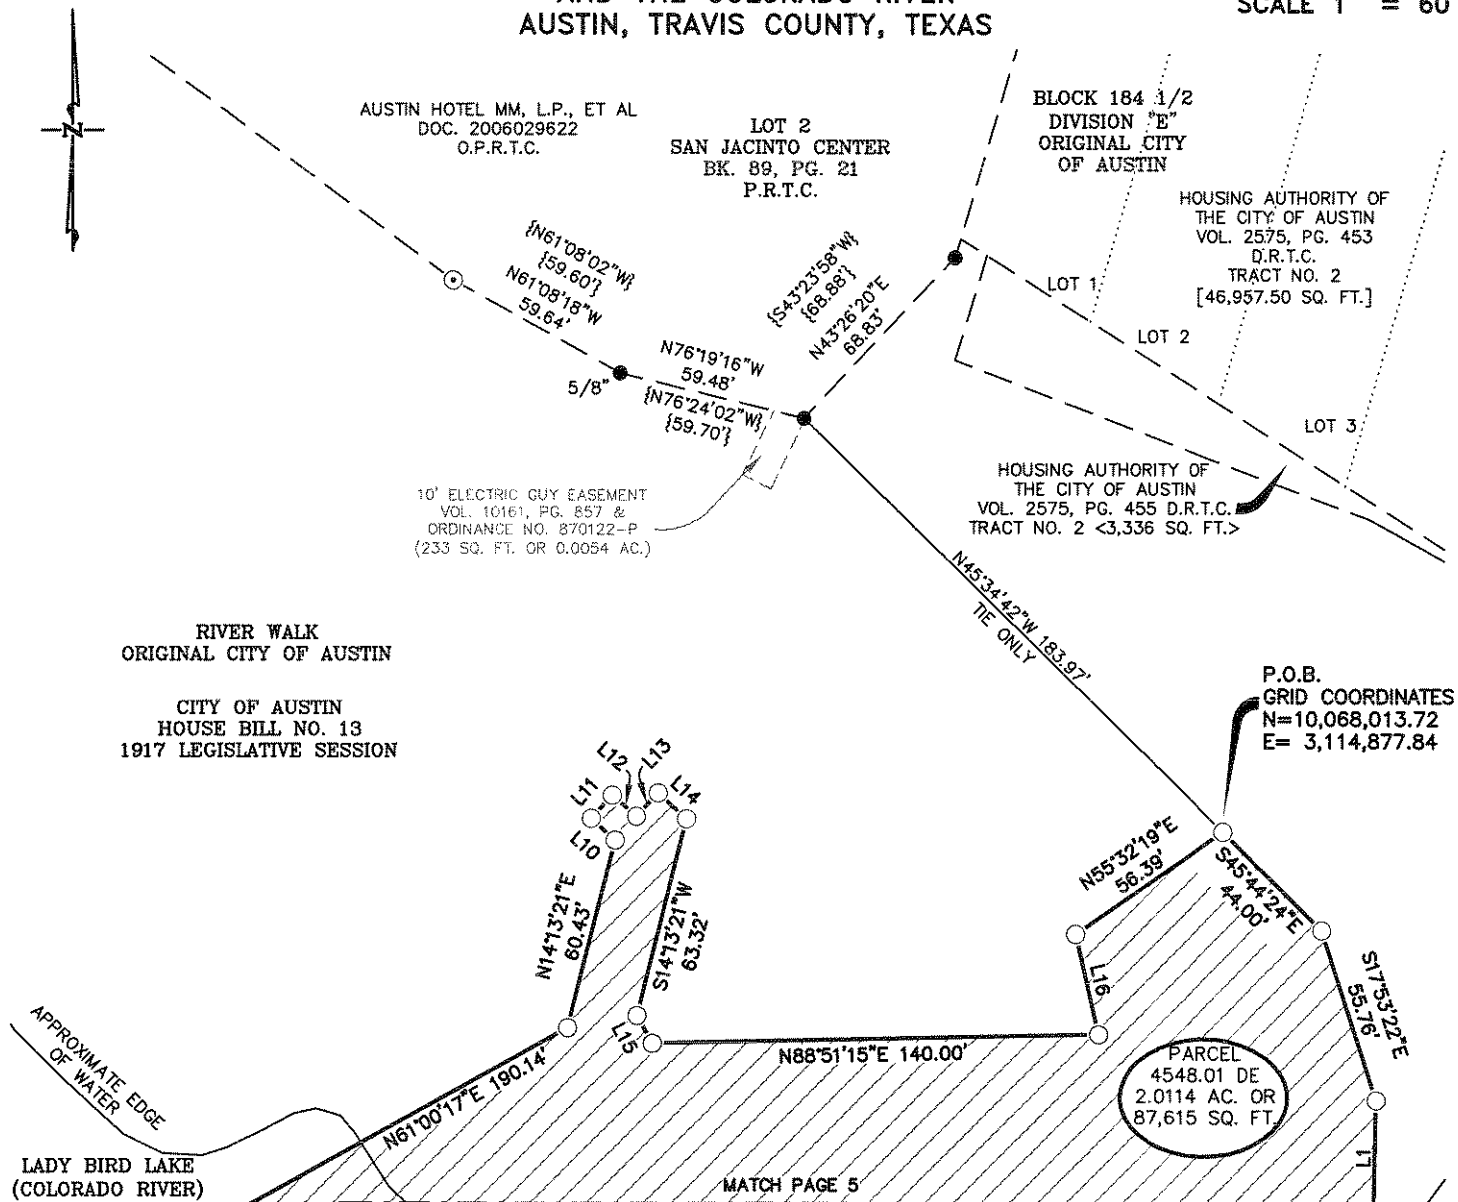 AND THE COLORADO RIVER
AUSTIN, TRAVIS COUNTY, TEXAS
SCALE 1" = 60
N
AUSTIN HOTEL MM, L.P., ET AL
DOC. 2006029622
O.P.R.T.C.
LOT 2
SAN JACINTO CENTER
BK. 89, PG. 21
P.R.T.C.
BLOCK 184 1/2
DIVISION "E"
ORIGINAL CITY
OF AUSTIN
HOUSING AUTHORITY OF
THE CITY OF AUSTIN
VOL. 2575, PG. 453
D.R.T.C.
TRACT NO. 2
[46,957.50 SQ. FT.]
{N61°08'02"W}
{59.60'}
N61°08'18"W
59.64'
{S43°23'58"W}
{68.88'}
N43°26'20"E
68.83'
LOT 1
LOT 2
LOT 3
5/8"
N76°19'16"W
59.48'
{N76°24'02"W}
{59.70'}
10' ELECTRIC GUY EASEMENT
VOL. 10161, PG. 857 &
ORDINANCE NO. 870122-P
(233 SQ. FT. OR 0.0054 AC.)
HOUSING AUTHORITY OF
THE CITY OF AUSTIN
VOL. 2575, PG. 455 D.R.T.C.
TRACT NO. 2 <3,336 SQ. FT.>
N45°34'42"W 183.97'
TIE ONLY
RIVER WALK
ORIGINAL CITY OF AUSTIN
CITY OF AUSTIN
HOUSE BILL NO. 13
1917 LEGISLATIVE SESSION
P.O.B.
GRID COORDINATES
N=10,068,013.72
E= 3,114,877.84
L10
L11
L12
L13
L14
N14°13'21"E
60.43'
S14°13'21"W
63.32'
L15
N55°32'19"E
56.39'
S45°44'24"E
44.00'
L16
S17°53'22"E
55.76'
N88°51'15"E 140.00'
N61°00'17"E 190.14'
PARCEL
4548.01 DE
2.0114 AC. OR
87,615 SQ. FT.
L1
APPROXIMATE EDGE
OF WATER
LADY BIRD LAKE
(COLORADO RIVER)
MATCH PAGE 5